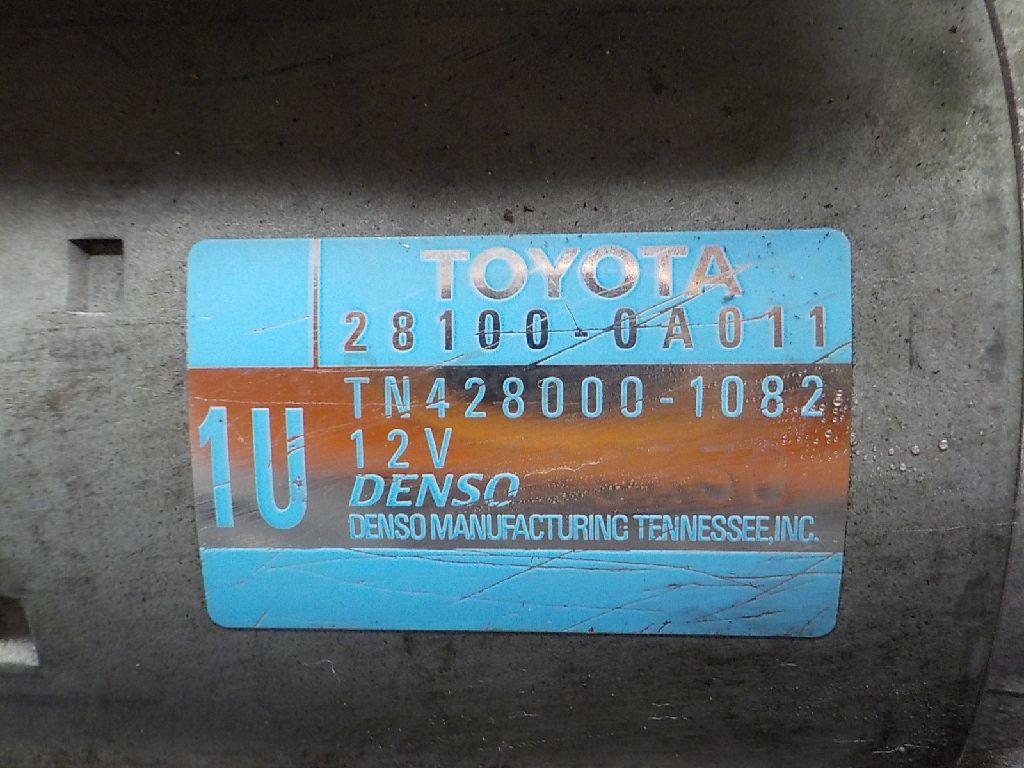 TOYOTA
28100-0A011
TN428000-1082
1U
12V
DENSO
DENSO MANUFACTURING TENNESSEE,INC.